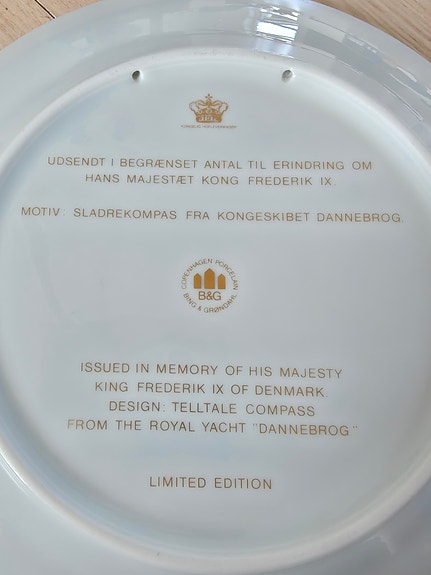 KONGELIG HOFLEVERANDØR
UDSENDT I BEGRÆNSET ANTAL TIL ERINDRING OM
HANS MAJESTÆT KONG FREDERIK IX.
MOTIV: SLADREKOMPAS FRA KONGESKIBET DANNEBROG.
COPENHAGEN PORCELAIN
B&G
BING & GRØNDAHL
ISSUED IN MEMORY OF HIS MAJESTY
KING FREDERIK IX OF DENMARK.
DESIGN: TELLTALE COMPASS
FROM THE ROYAL YACHT "DANNEBROG"
LIMITED EDITION